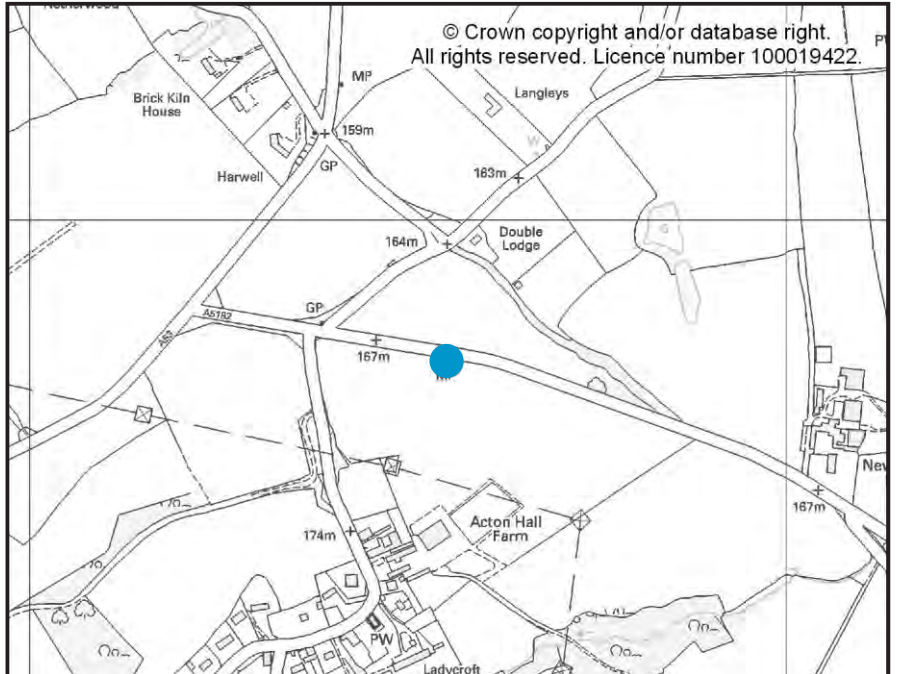 © Crown copyright and/or database right.
All rights reserved. Licence number 100019422.
MP
Langleys
Brick Kiln
House
159m
GP
Harwell
163m
164m
Double
Lodge
GP
A5182
A53
167m
167m
Acton Hall
Farm
174m
PW
Ladycroft